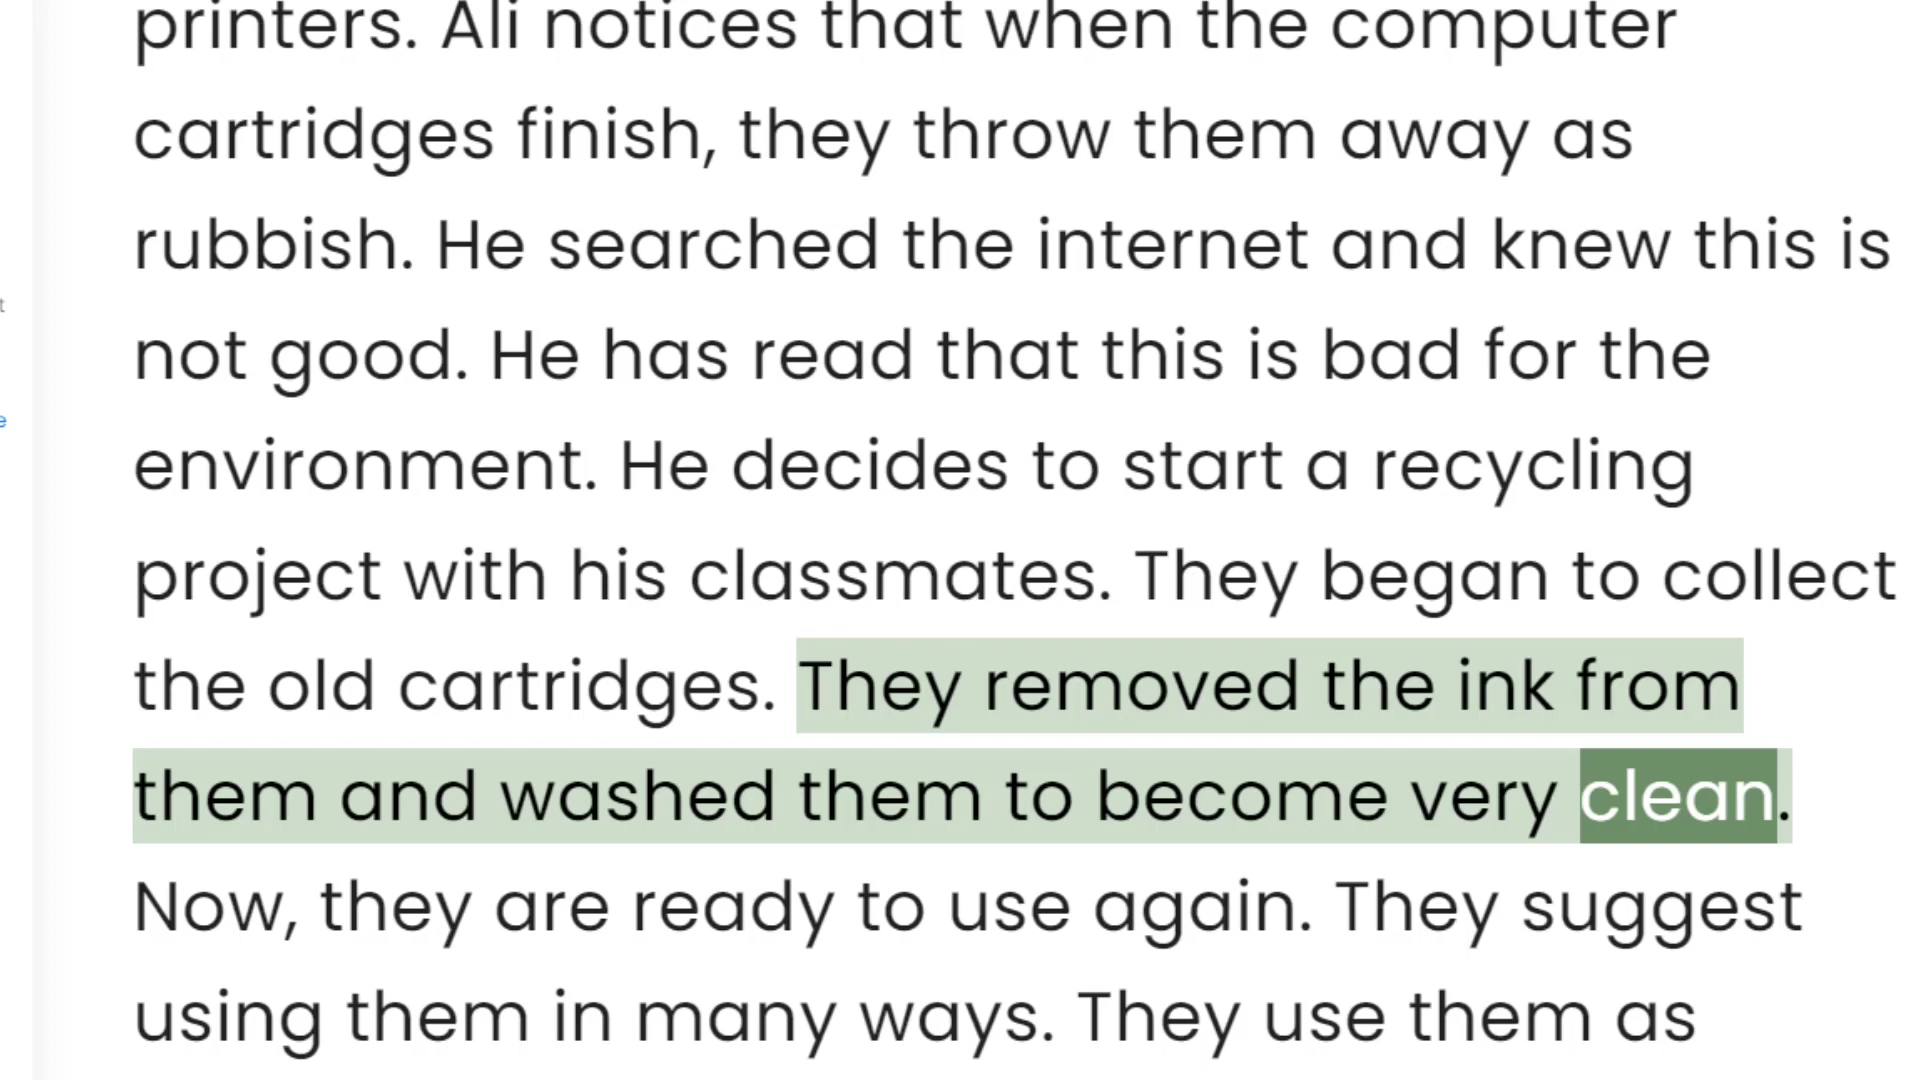 printers. Ali notices that when the computer
cartridges finish, they throw them away as
rubbish. He searched the internet and knew this is
not good. He has read that this is bad for the
environment. He decides to start a recycling
project with his classmates. They began to collect
the old cartridges. They removed the ink from
them and washed them to become very clean.
Now, they are ready to use again. They suggest
using them in many ways. They use them as